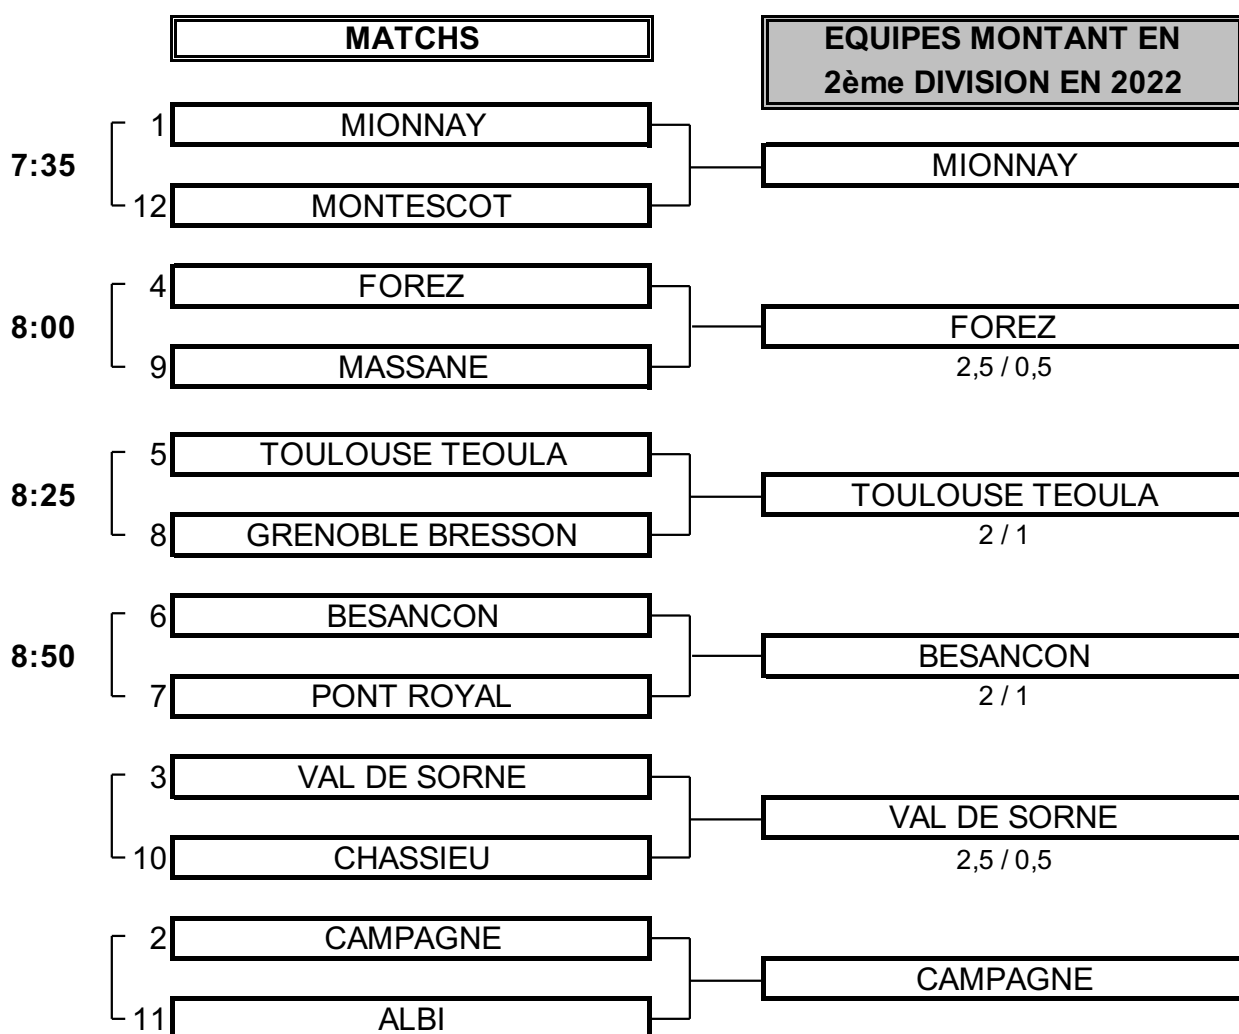 MATCHS
EQUIPES MONTANT EN
2ème DIVISION EN 2022
1 MIONNAY
7:35
MIONNAY
12 MONTESCOT
4 FOREZ
8:00
FOREZ
9 MASSANE
2,5 / 0,5
5 TOULOUSE TEOULA
8:25
TOULOUSE TEOULA
8 GRENOBLE BRESSON
2 / 1
6 BESANCON
8:50
BESANCON
7 PONT ROYAL
2 / 1
3 VAL DE SORNE
VAL DE SORNE
10 CHASSIEU
2,5 / 0,5
2 CAMPAGNE
CAMPAGNE
11 ALBI